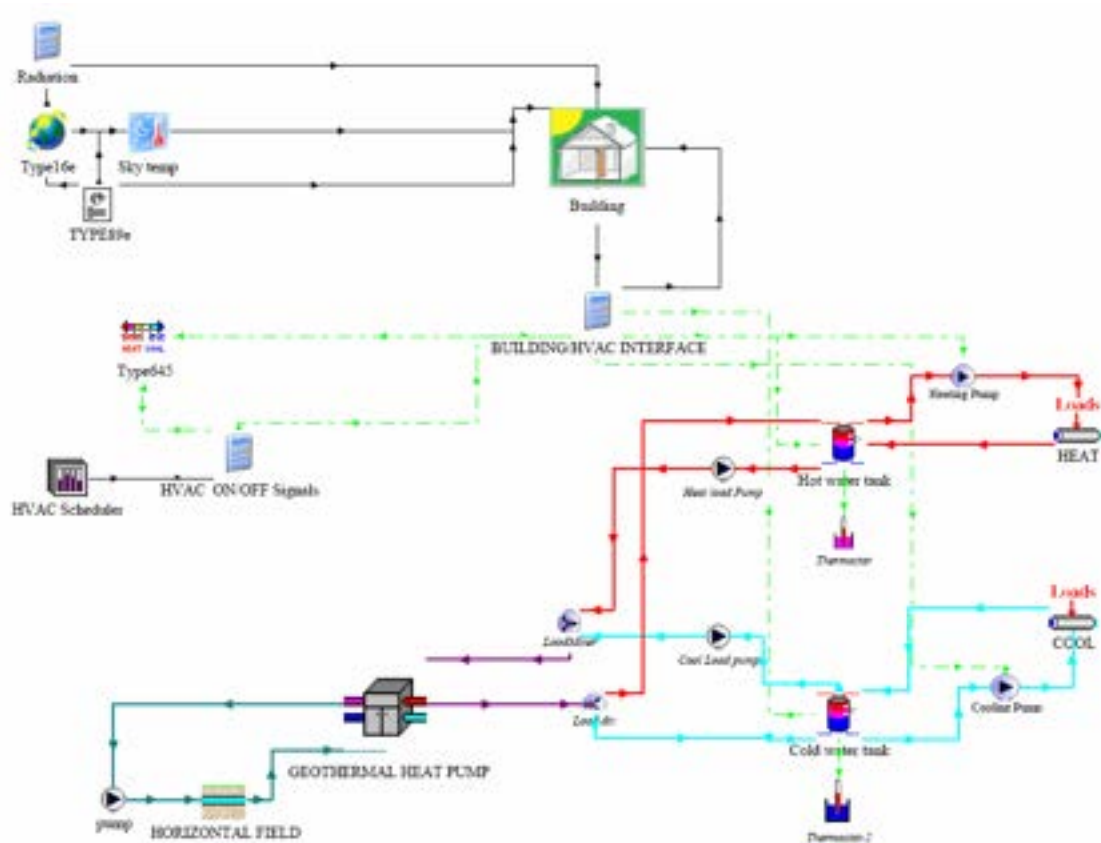 Radiation
Type16e
Sky temp
TYPE89e
Building
BUILDING/HVAC INTERFACE
HEAT COOL
Type645
Heating Pump
Loads
HEAT
HVAC ON/OFF Signals
HVAC Scheduler
Heat load Pump
Hot water tank
Loads
COOL
Cool Load pump
Cooling Pump
Cold water tank
GEOTHERMAL HEAT PUMP
pump
HORIZONTAL FIELD